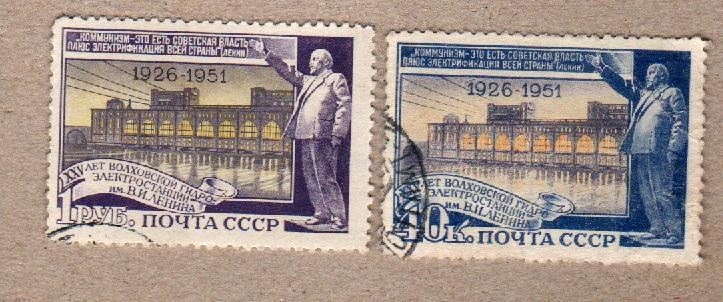 „КОММУНИЗМ-ЭТО ЕСТЬ СОВЕТСКАЯ ВЛАСТЬ
ПЛЮС ЭЛЕКТРИФИКАЦИЯ ВСЕЙ СТРАНЫ" (ЛЕНИН)
1926-1951
XXV ЛЕТ ВОЛХОВСКОЙ ГИДРО-
ЭЛЕКТРОСТАНЦИИ
ИМ. В.И.ЛЕНИНА
1 РУБ. ПОЧТА СССР
„КОММУНИЗМ-ЭТО ЕСТЬ СОВЕТСКАЯ ВЛАСТЬ
ПЛЮС ЭЛЕКТРИФИКАЦИЯ ВСЕЙ СТРАНЫ" (ЛЕНИН)
1926-1951
XXV ЛЕТ ВОЛХОВСКОЙ ГИДРО-
ЭЛЕКТРОСТАНЦИИ
ИМ. В.И.ЛЕНИНА
40 К. ПОЧТА СССР